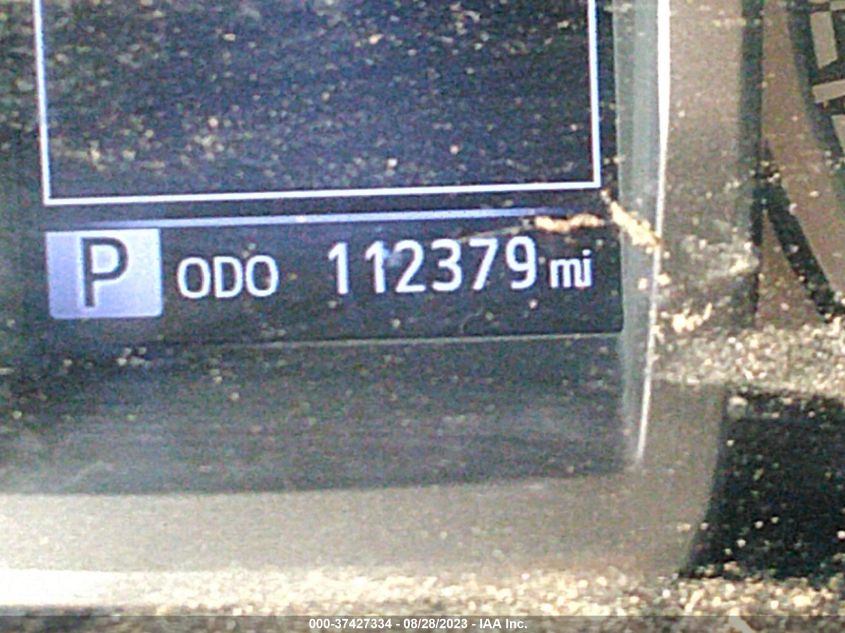 P ODO 112379 mi
000-37427334 - 08/28/2023 - IAA Inc.